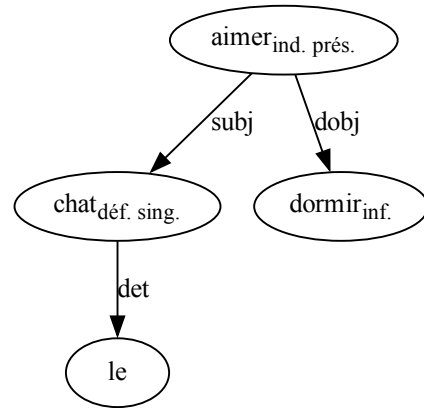 aimer ind. prés.
subj
dobj
chat déf. sing.
dormir inf.
det
le